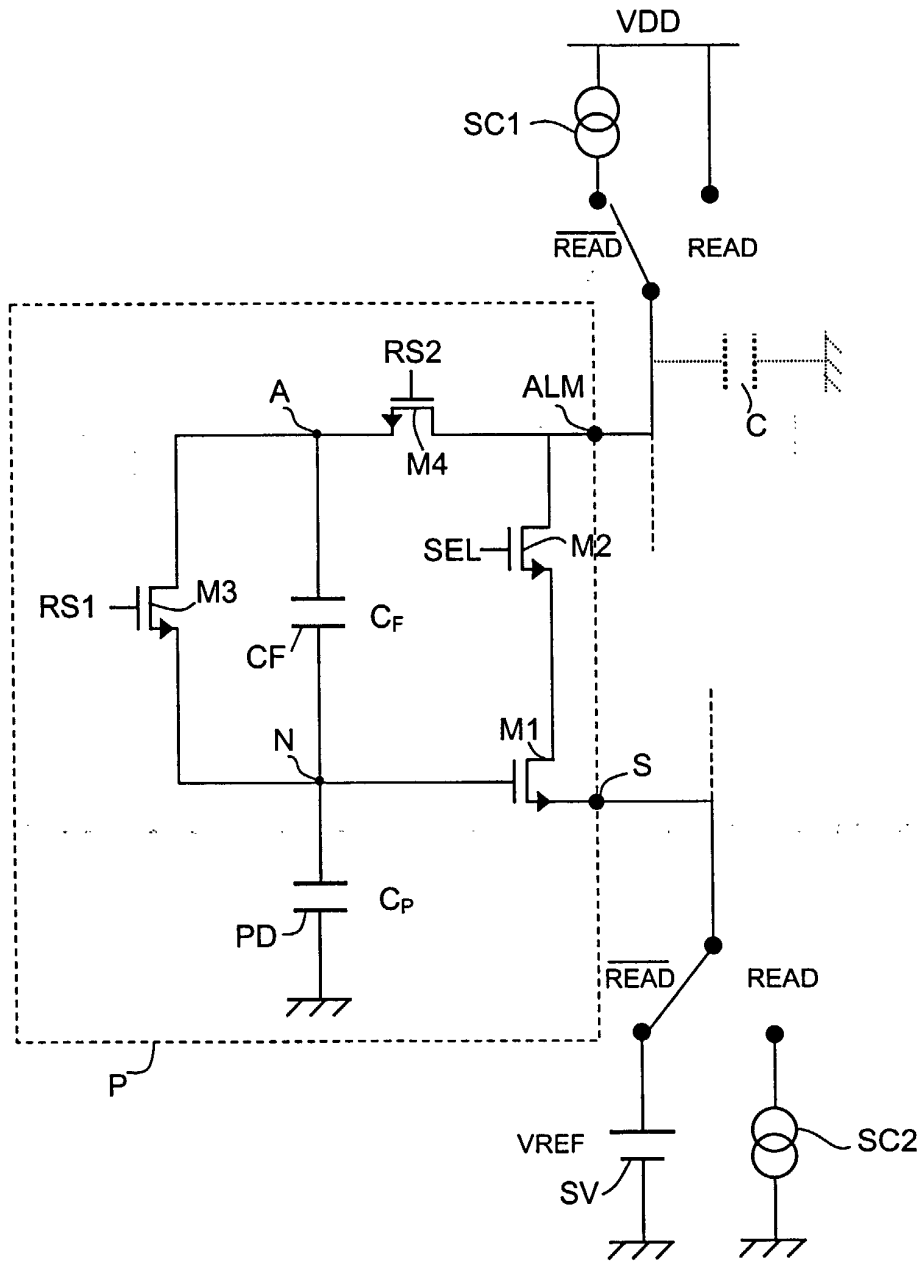 VDD
SC1
READ READ
RS2
A
ALM
C
M4
SEL
M2
RS1
M3
CF
CF
M1
N
S
CP
PD
READ READ
P
VREF
SV
SC2